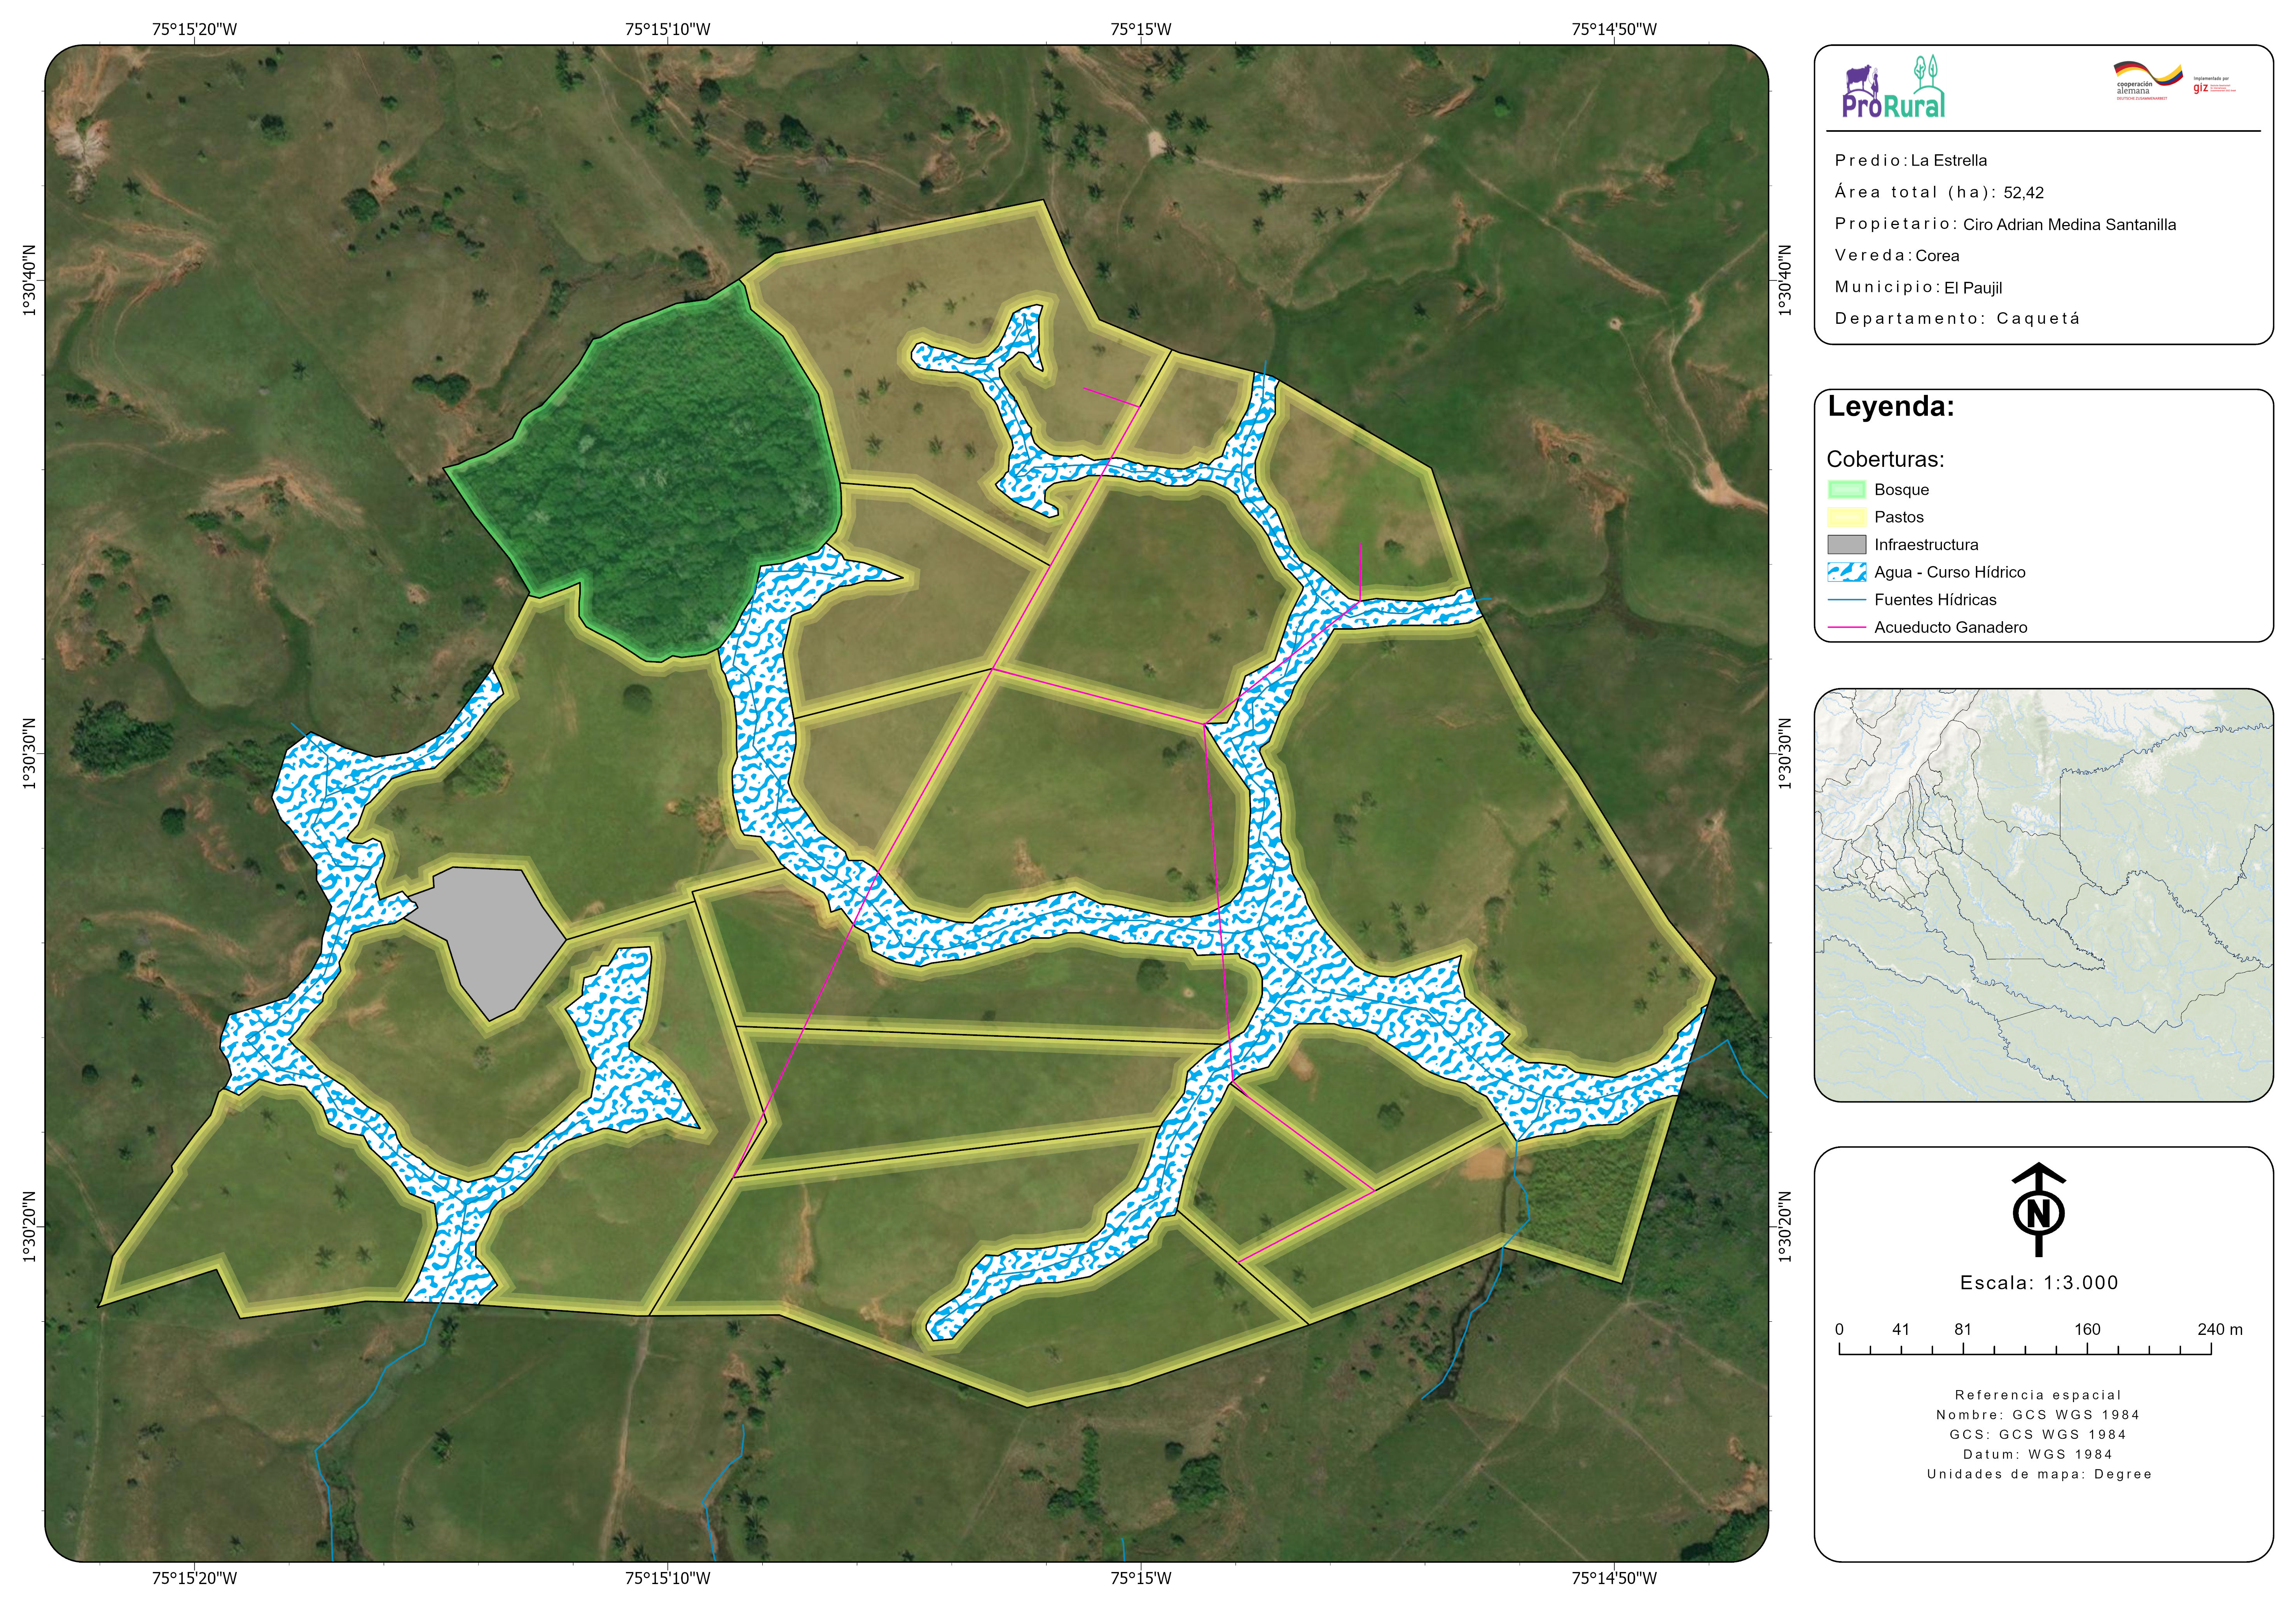 75°15'20"W 75°15'10"W 75°15'W 75°14'50"W
1°30'40"N 1°30'40"N
1°30'30"N 1°30'30"N
1°30'20"N 1°30'20"N
75°15'20"W 75°15'10"W 75°15'W 75°14'50"W
ProRural
cooperación
alemana
DEUTSCHE ZUSAMMENARBEIT
Implementada por
giz
Predio: La Estrella
Área total (ha): 52,42
Propietario: Ciro Adrian Medina Santanilla
Vereda: Corea
Municipio: El Paujil
Departamento: Caquetá
Leyenda:
Coberturas:
Bosque
Pastos
Infraestructura
Agua - Curso Hídrico
Fuentes Hídricas
Acueducto Ganadero
N
Escala: 1:3.000
0 41 81 160 240 m
Referencia espacial
Nombre: GCS WGS 1984
GCS: GCS WGS 1984
Datum: WGS 1984
Unidades de mapa: Degree